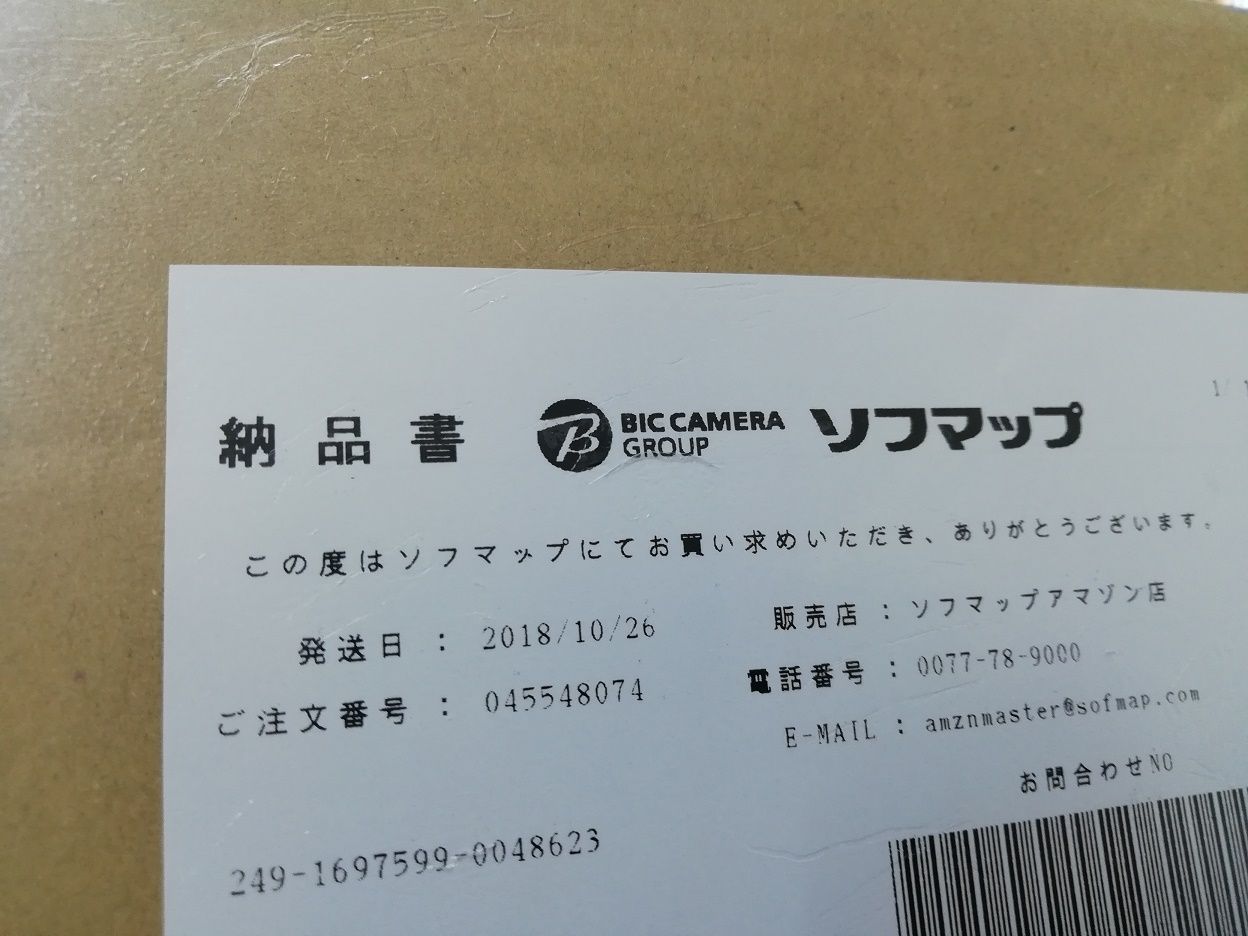 1/1
納品書 BIC CAMERA GROUP ソフマップ
この度はソフマップにてお買い求めいただき、ありがとうございます。
発送日 : 2018/10/26
ご注文番号 : 045548074
販売店 : ソフマップアマゾン店
電話番号 : 0077-78-9000
E-MAIL : amznmaster@sofmap.com
お問合わせNO
249-1697599-0048623